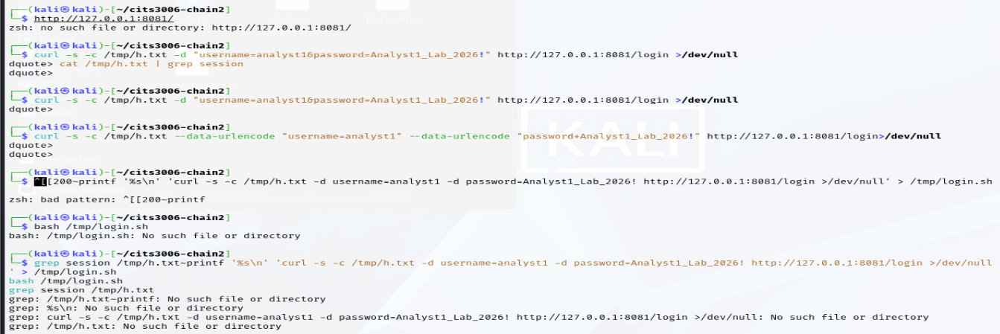 ┌──(kali㉿kali)-[~/cits3006-chain2]
└─$ http://127.0.0.1:8081/
zsh: no such file or directory: http://127.0.0.1:8081/
┌──(kali㉿kali)-[~/cits3006-chain2]
└─$ curl -s -c /tmp/h.txt -d "username=analyst1&password=Analyst1_Lab_2026!" http://127.0.0.1:8081/login >/dev/null
dquote> cat /tmp/h.txt | grep session
dquote>
┌──(kali㉿kali)-[~/cits3006-chain2]
└─$ curl -s -c /tmp/h.txt -d "username=analyst1&password=Analyst1_Lab_2026!" http://127.0.0.1:8081/login >/dev/null
dquote>
┌──(kali㉿kali)-[~/cits3006-chain2]
└─$ curl -s -c /tmp/h.txt --data-urlencode "username=analyst1" --data-urlencode "password+Analyst1_Lab_2026!" http://127.0.0.1:8081/login>/dev/null
dquote>
dquote>
┌──(kali㉿kali)-[~/cits3006-chain2]
└─$ ^[[200~printf '%s\n' 'curl -s -c /tmp/h.txt -d username=analyst1 -d password=Analyst1_Lab_2026! http://127.0.0.1:8081/login >/dev/null' > /tmp/login.sh
zsh: bad pattern: ^[[200~printf
┌──(kali㉿kali)-[~/cits3006-chain2]
└─$ bash /tmp/login.sh
bash: /tmp/login.sh: No such file or directory
┌──(kali㉿kali)-[~/cits3006-chain2]
└─$ grep session /tmp/h.txt~printf '%s\n' 'curl -s -c /tmp/h.txt -d username=analyst1 -d password=Analyst1_Lab_2026! http://127.0.0.1:8081/login >/dev/null
' > /tmp/login.sh
bash /tmp/login.sh
grep session /tmp/h.txt
grep: /tmp/h.txt~printf: No such file or directory
grep: %s\n: No such file or directory
grep: curl -s -c /tmp/h.txt -d username=analyst1 -d password=Analyst1_Lab_2026! http://127.0.0.1:8081/login >/dev/null: No such file or directory
grep: /tmp/h.txt: No such file or directory
KALI